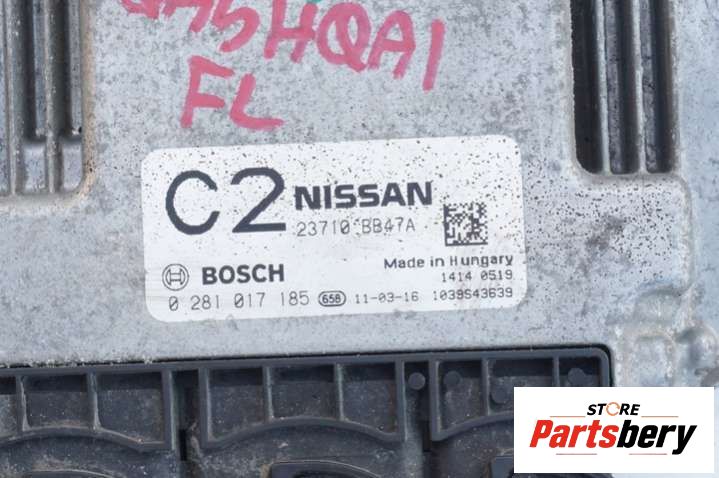 QASHQAI
FL
C2 NISSAN
23710 BB47A
BOSCH
Made in Hungary
1414 0519
0 281 017 185 658 11-03-16 1039S43639
STORE
Partsbery